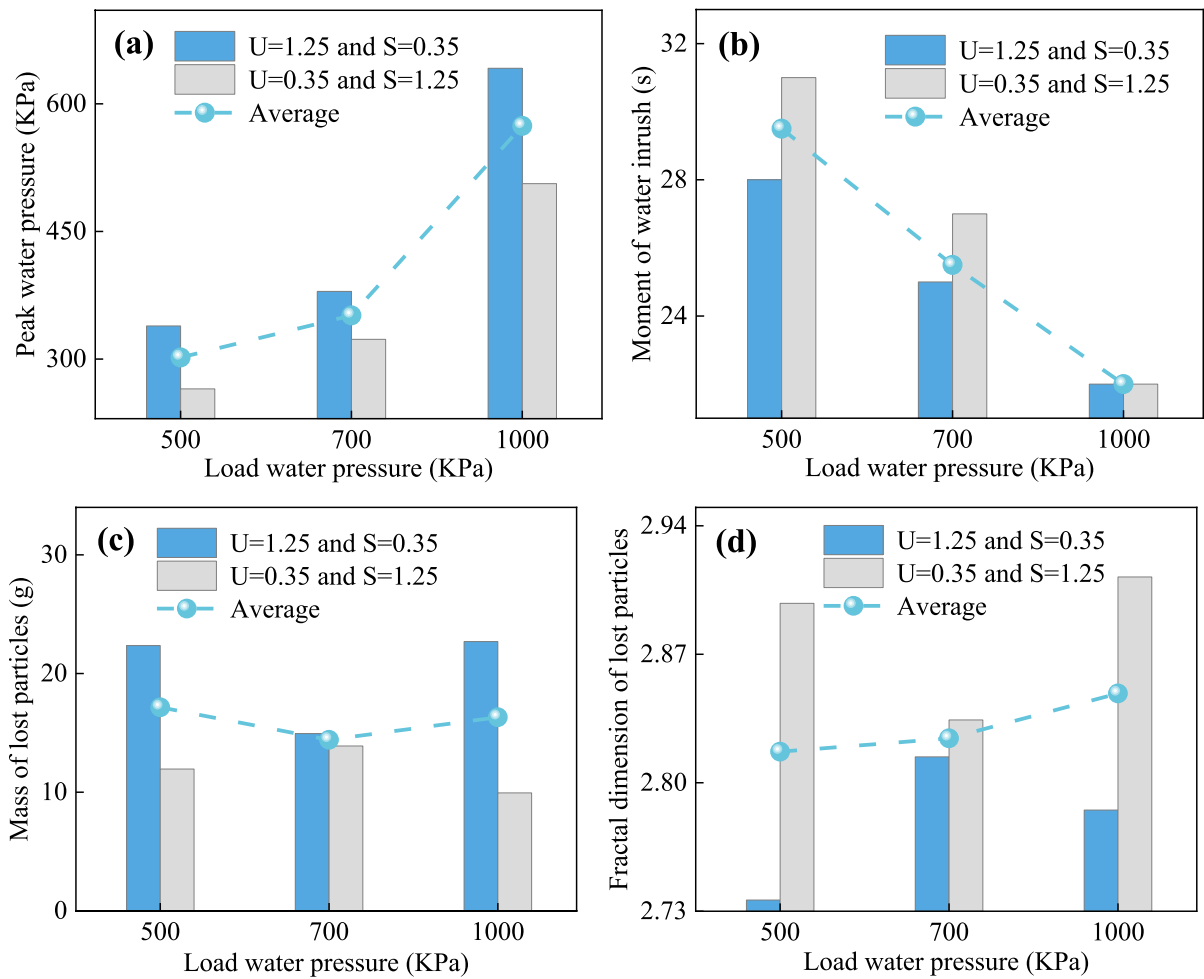 (a)
U=1.25 and S=0.35
U=0.35 and S=1.25
Average
Peak water pressure (KPa)
600
450
300
500 700 1000
Load water pressure (KPa)
(b)
U=1.25 and S=0.35
U=0.35 and S=1.25
Average
Moment of water inrush (s)
32
28
24
500 700 1000
Load water pressure (KPa)
(c)
U=1.25 and S=0.35
U=0.35 and S=1.25
Average
Mass of lost particles (g)
30
20
10
0
500 700 1000
Load water pressure (KPa)
(d)
U=1.25 and S=0.35
U=0.35 and S=1.25
Average
Fractal dimension of lost particles
2.94
2.87
2.80
2.73
500 700 1000
Load water pressure (KPa)